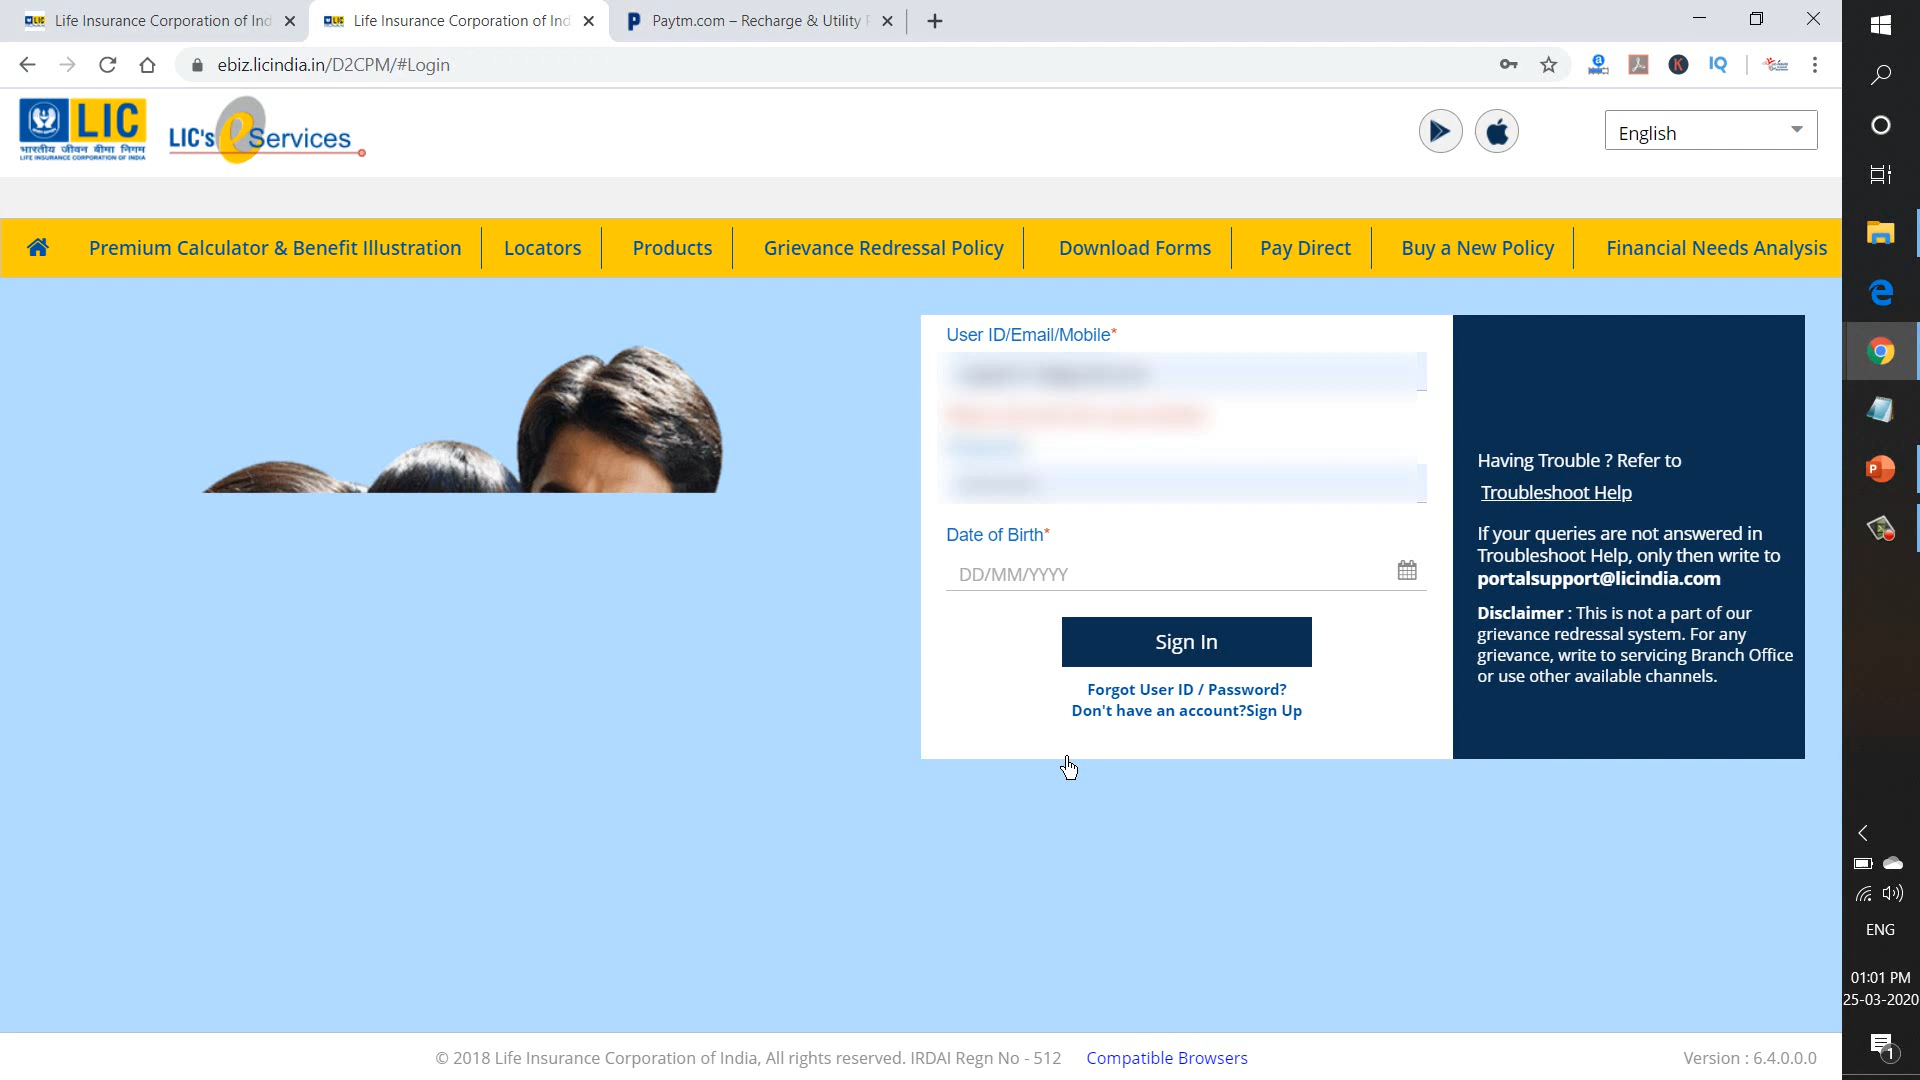 Life Insurance Corporation of Ind
Life Insurance Corporation of Ind
Paytm.com – Recharge & Utility
ebiz.licindia.in/D2CPM/#Login
LIC
भारतीय जीवन बीमा निगम
LIFE INSURANCE CORPORATION OF INDIA
LIC's eServices
English
Premium Calculator & Benefit Illustration
Locators
Products
Grievance Redressal Policy
Download Forms
Pay Direct
Buy a New Policy
Financial Needs Analysis
User ID/Email/Mobile*
Date of Birth*
DD/MM/YYYY
Sign In
Forgot User ID / Password?
Don't have an account?Sign Up
Having Trouble ? Refer to
Troubleshoot Help
If your queries are not answered in
Troubleshoot Help, only then write to
portalsupport@licindia.com
Disclaimer : This is not a part of our
grievance redressal system. For any
grievance, write to servicing Branch Office
or use other available channels.
© 2018 Life Insurance Corporation of India, All rights reserved. IRDAI Regn No - 512
Compatible Browsers
Version : 6.4.0.0.0
ENG
01:01 PM
25-03-2020
1